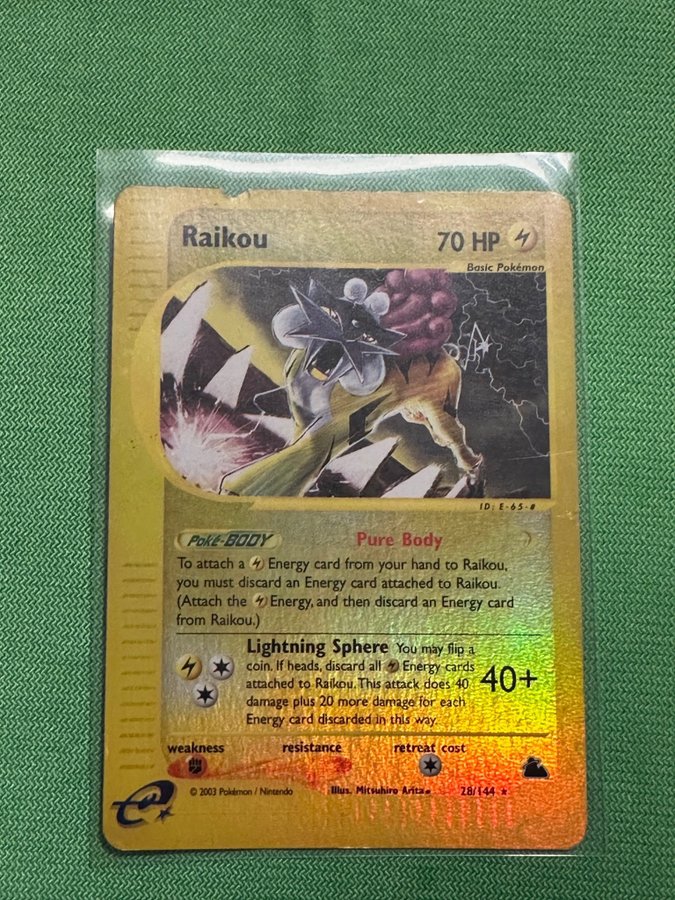 Raikou 70 HP
Basic Pokémon
ID: E-65-#
Poké-BODY Pure Body
To attach a Energy card from your hand to Raikou,
you must discard an Energy card attached to Raikou.
(Attach the Energy, and then discard an Energy card
from Raikou.)
Lightning Sphere You may flip a
coin. If heads, discard all Energy cards
attached to Raikou. This attack does 40
damage plus 20 more damage for each
Energy card discarded in this way.
40+
weakness resistance retreat cost
© 2003 Pokémon / Nintendo Illus. Mitsuhiro Arita 28/144 ★
e